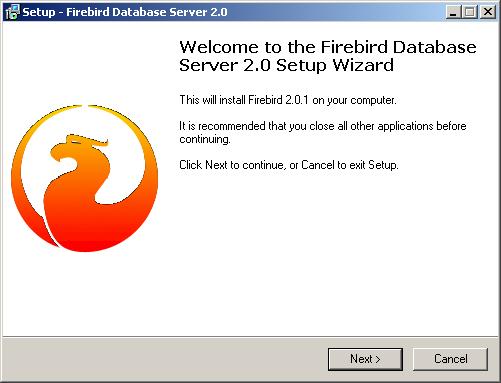 Setup - Firebird Database Server 2.0
Welcome to the Firebird Database
Server 2.0 Setup Wizard
This will install Firebird 2.0.1 on your computer.
It is recommended that you close all other applications before
continuing.
Click Next to continue, or Cancel to exit Setup.
Next >
Cancel